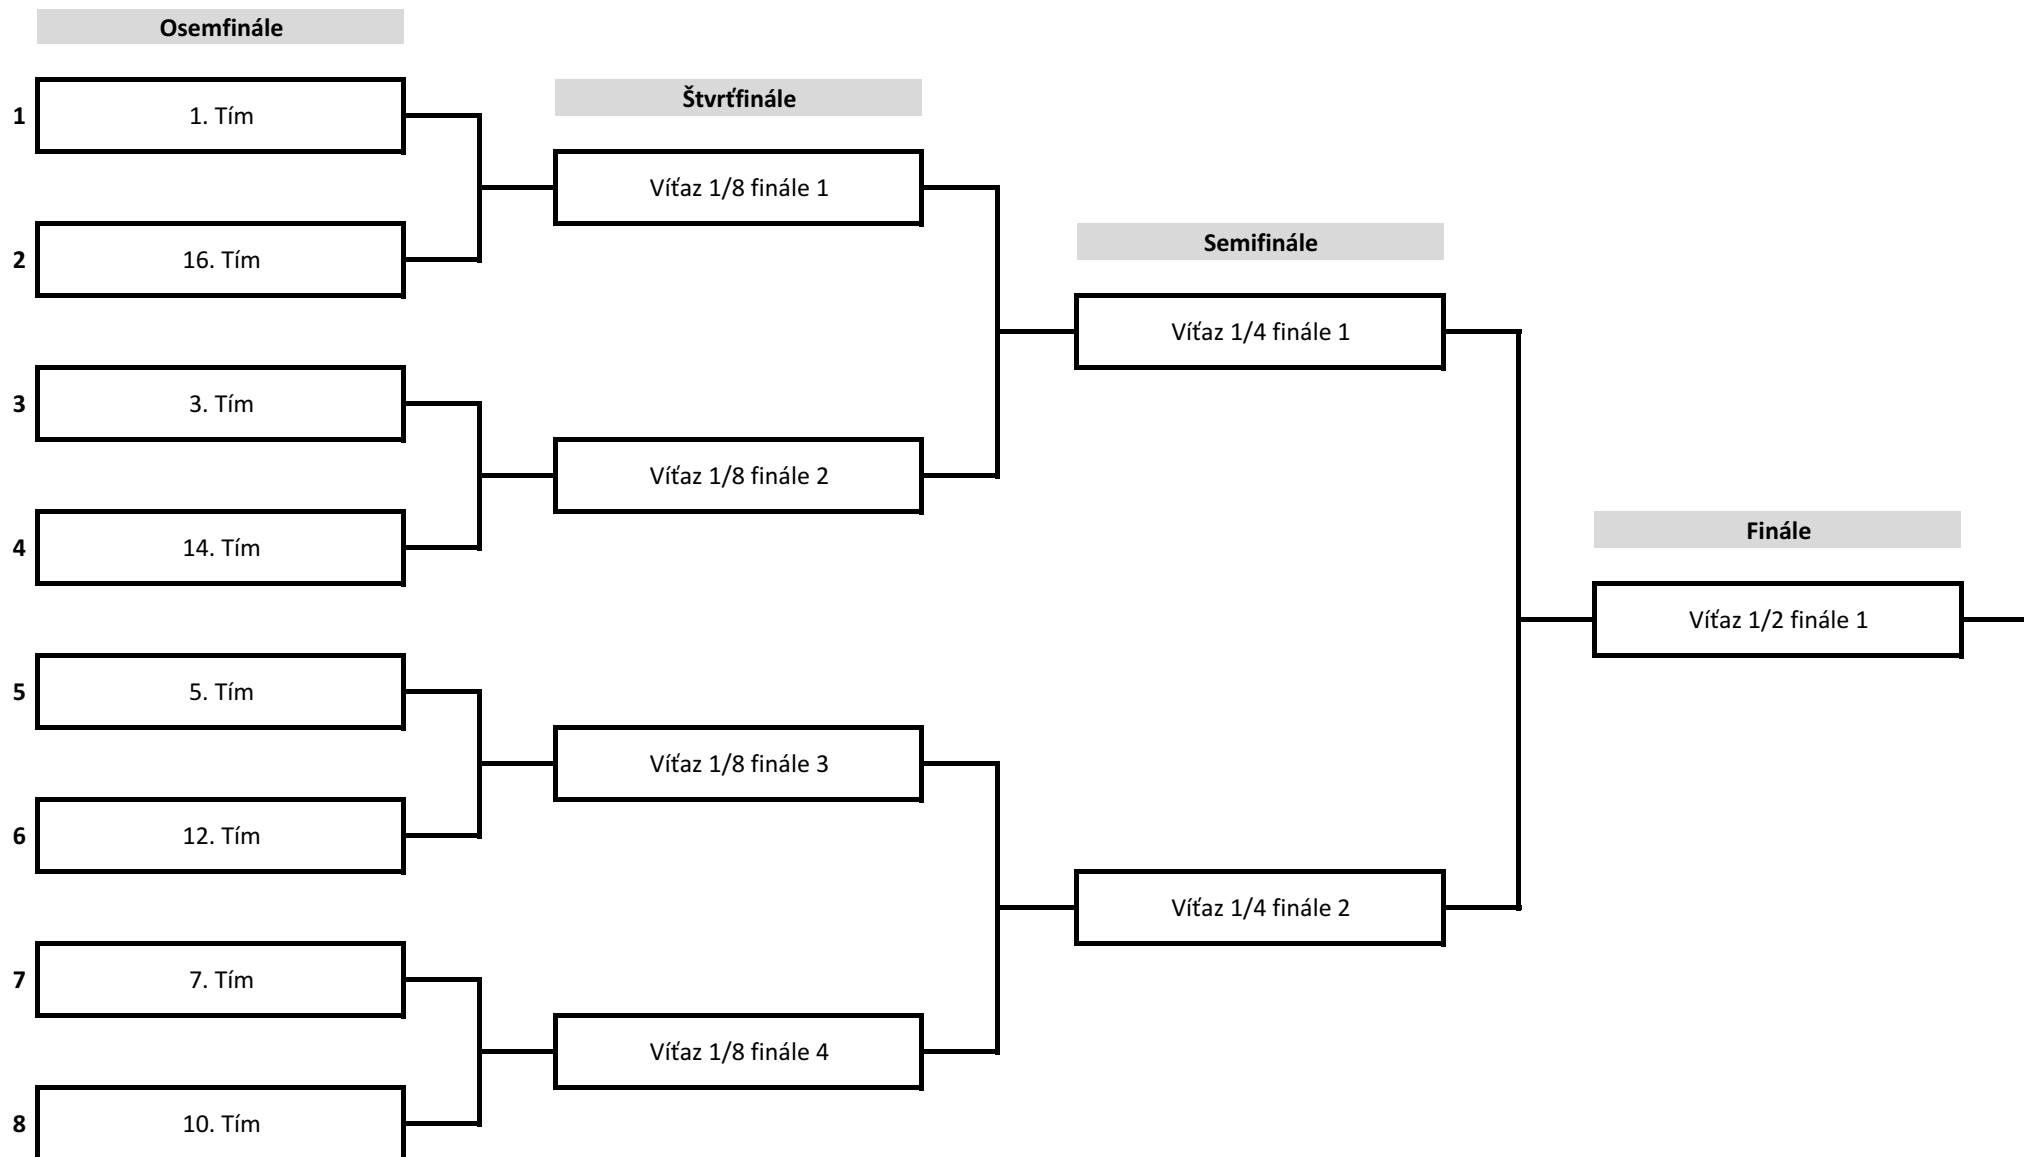 Osemfinále
1
1. Tím
2
16. Tím
3
3. Tím
4
14. Tím
5
5. Tím
6
12. Tím
7
7. Tím
8
10. Tím
Štvrťfinále
Víťaz 1/8 finále 1
Víťaz 1/8 finále 2
Víťaz 1/8 finále 3
Víťaz 1/8 finále 4
Semifinále
Víťaz 1/4 finále 1
Víťaz 1/4 finále 2
Finále
Víťaz 1/2 finále 1